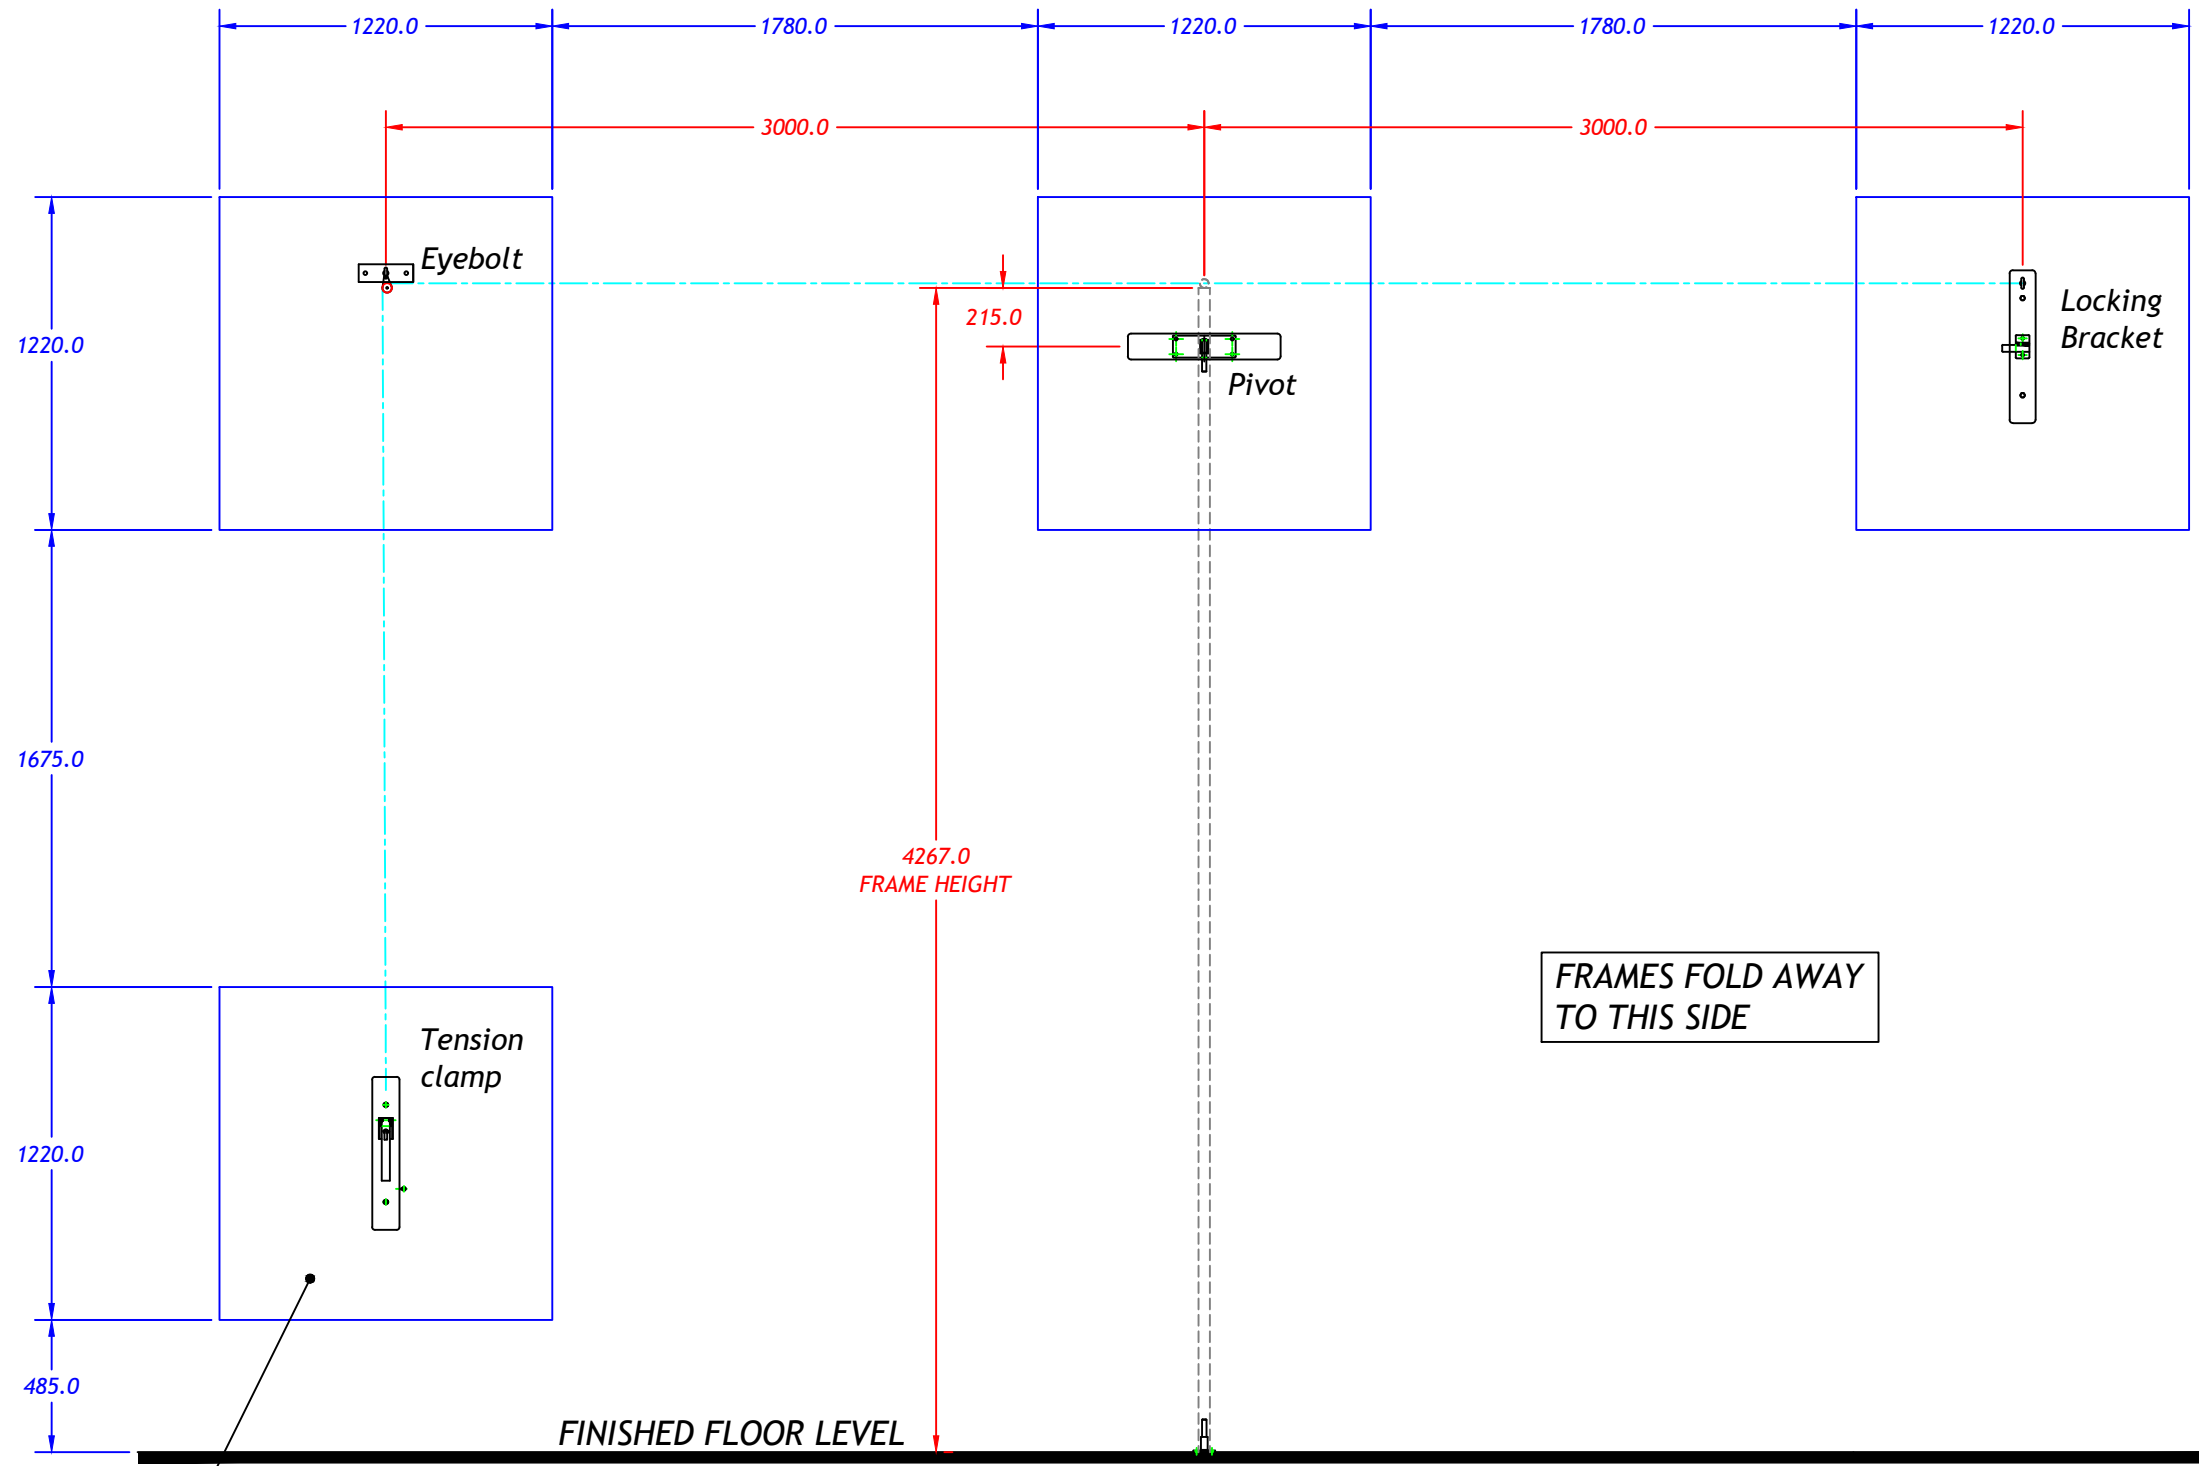 1220.0 1780.0 1220.0 1780.0 1220.0
3000.0 3000.0
Eyebolt
Locking
Bracket
215.0
1220.0
Pivot
1675.0
4267.0
FRAME HEIGHT
FRAMES FOLD AWAY
TO THIS SIDE
Tension
clamp
1220.0
485.0
FINISHED FLOOR LEVEL